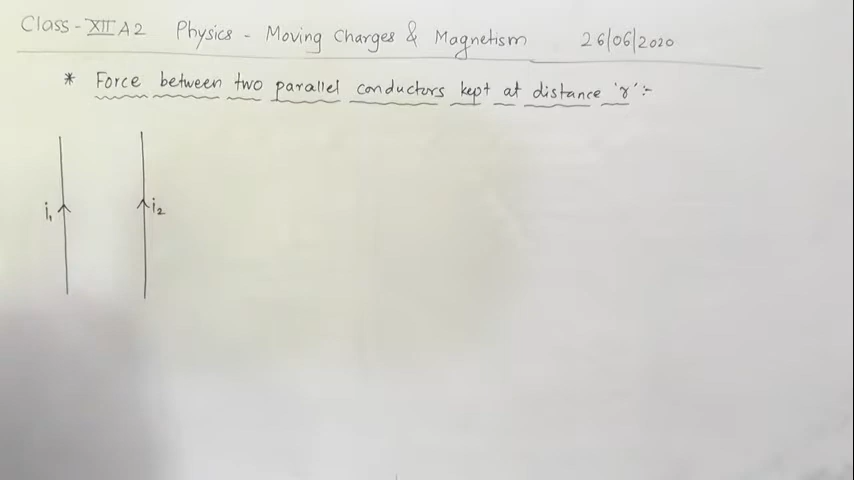 Class - XII A2 Physics - Moving Charges & Magnetism 26/06/2020
* Force between two parallel conductors kept at distance 'r' :-
i₁ i₂